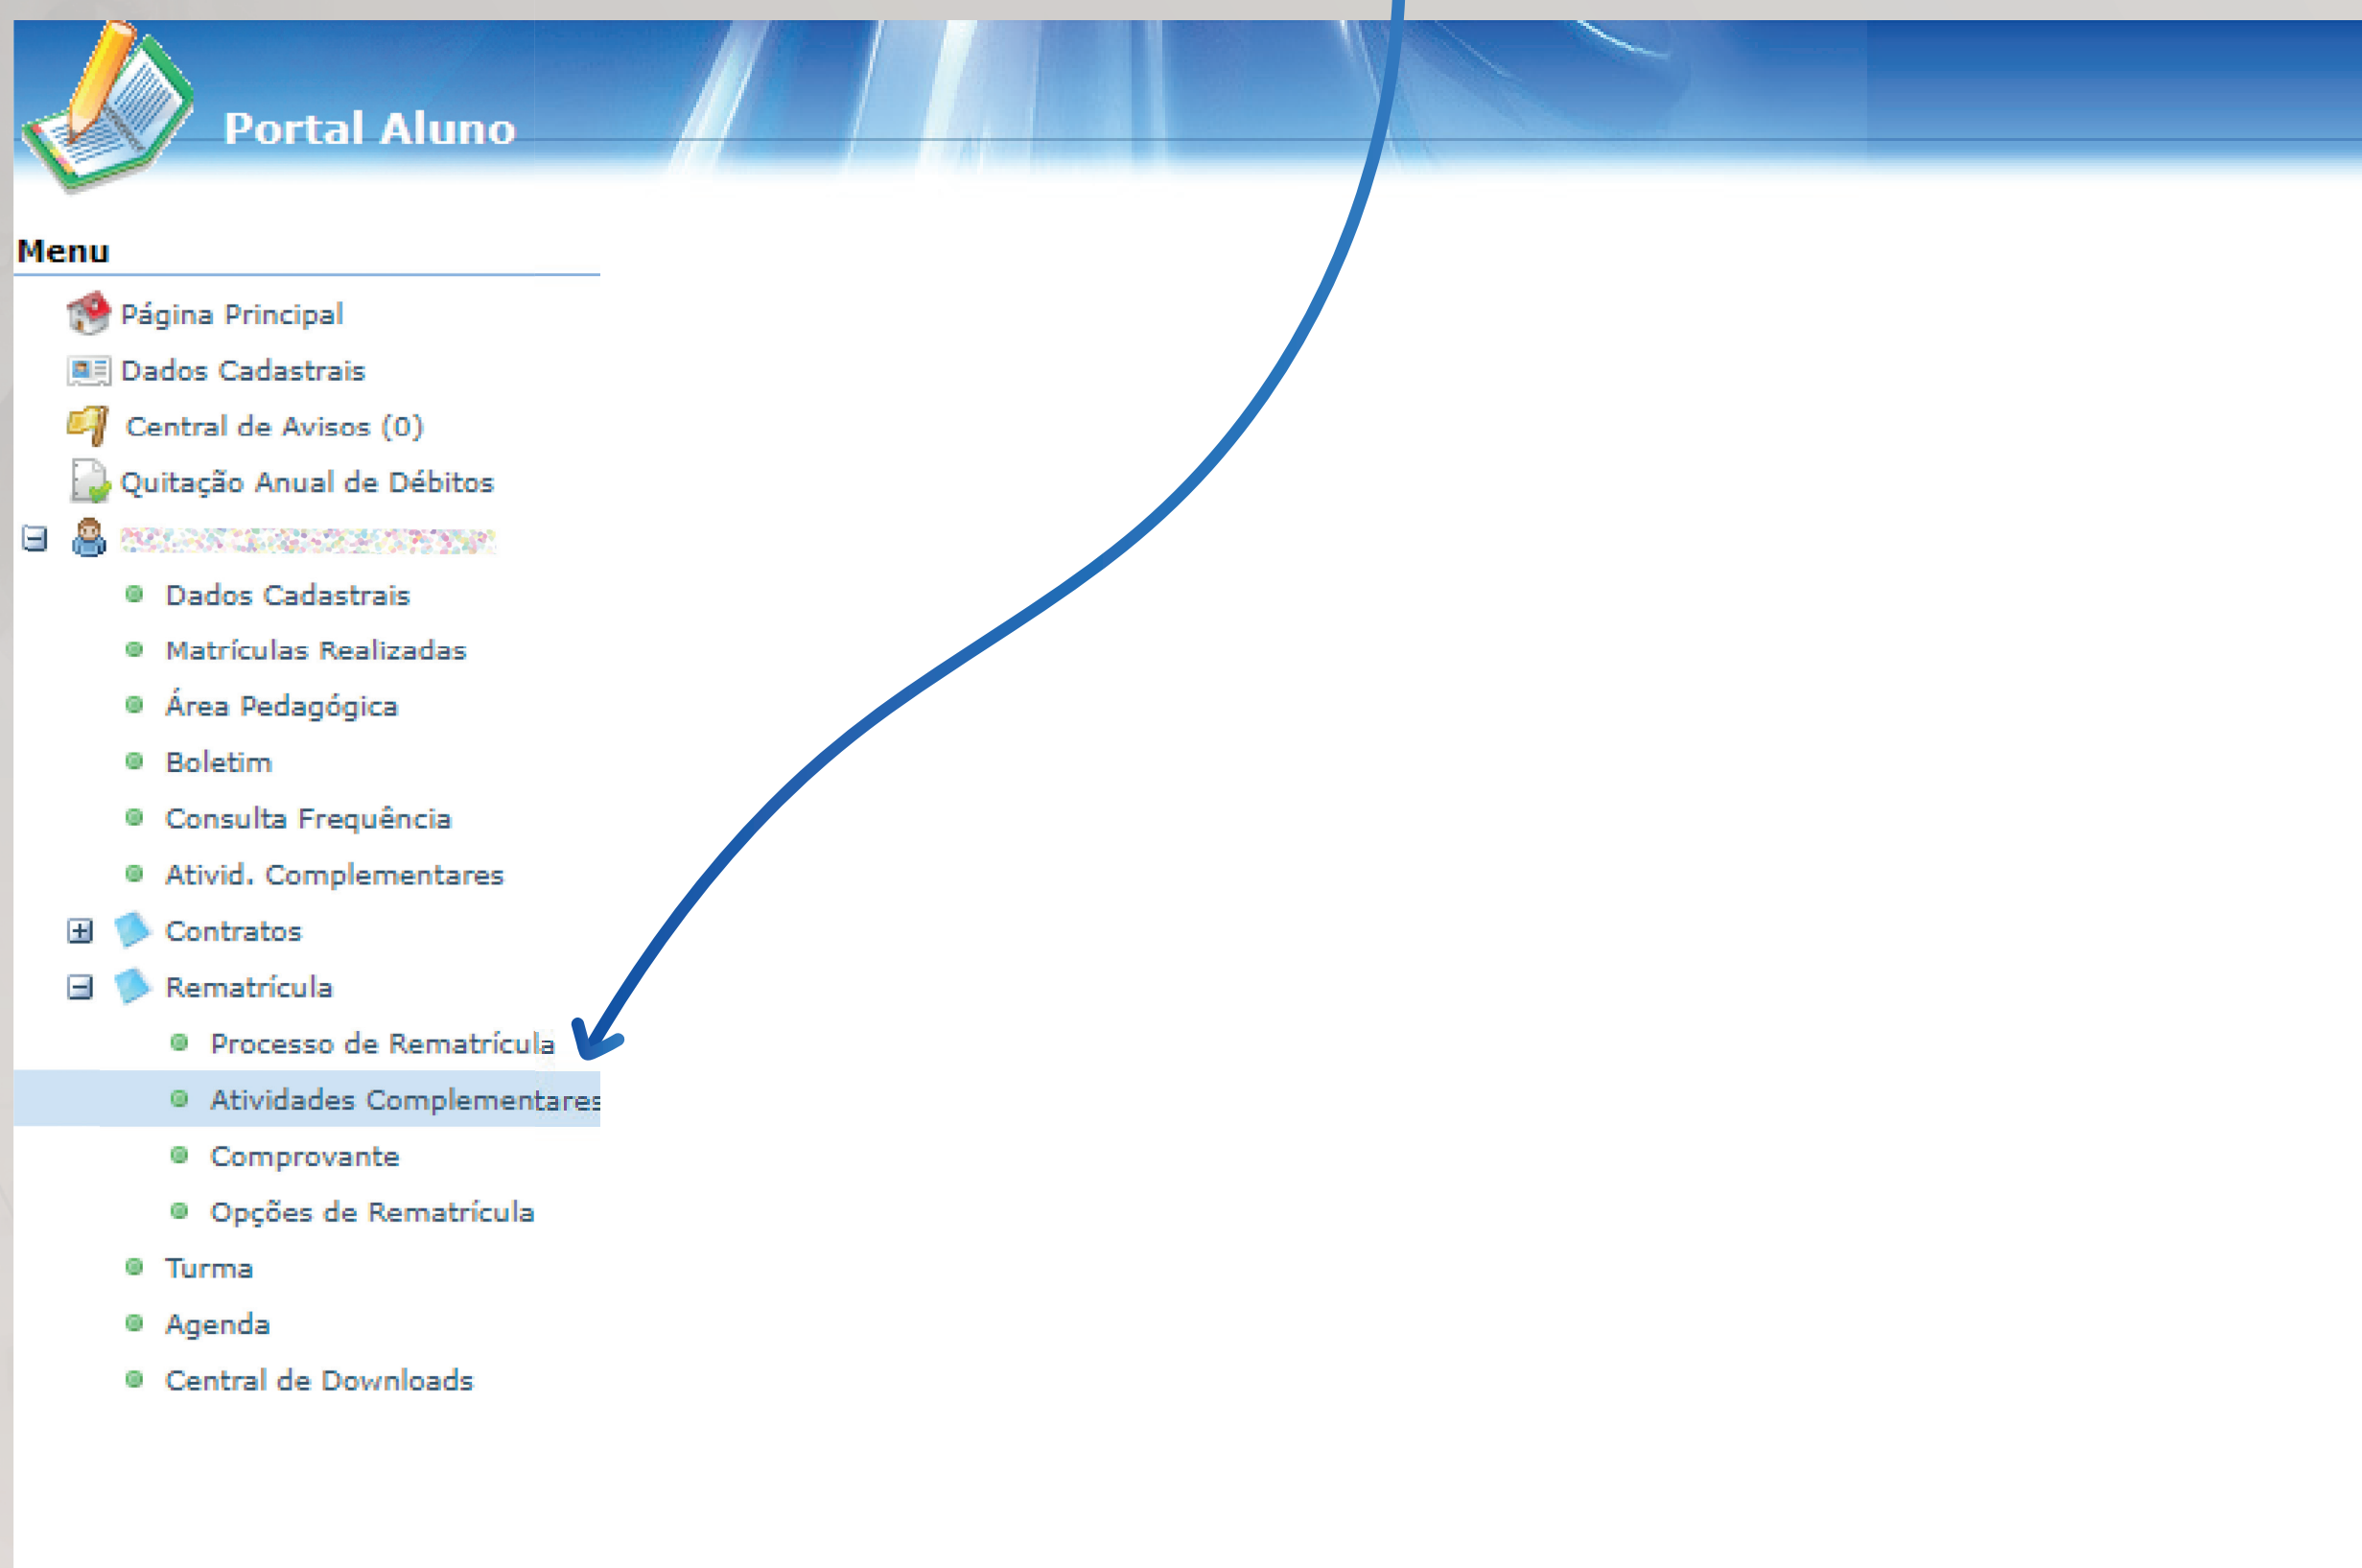 Portal Aluno
Menu
Página Principal
Dados Cadastrais
Central de Avisos (0)
Quitação Anual de Débitos
Dados Cadastrais
Matrículas Realizadas
Área Pedagógica
Boletim
Consulta Frequência
Ativid. Complementares
Contratos
Rematrícula
Processo de Rematrícula
Atividades Complementares
Comprovante
Opções de Rematrícula
Turma
Agenda
Central de Downloads